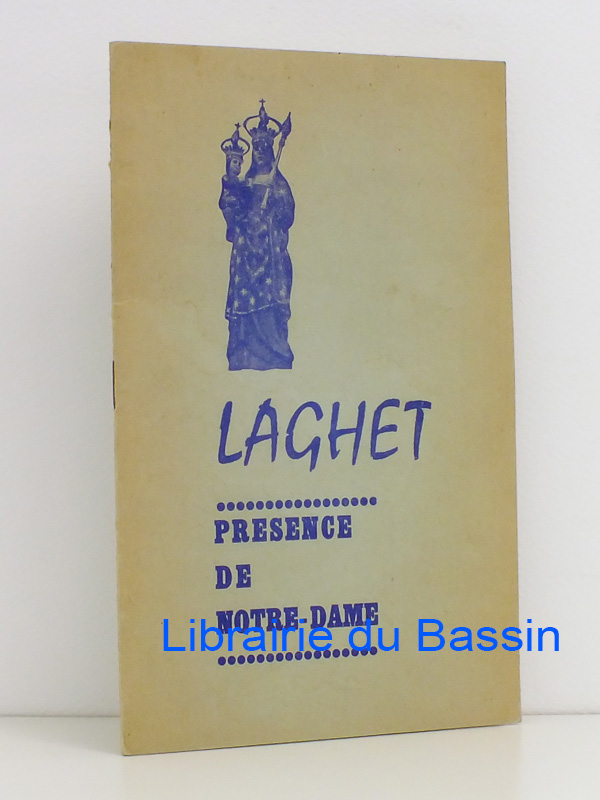 LAGHET
PRESENCE
DE
NOTRE-DAME
Librairie du Bassin